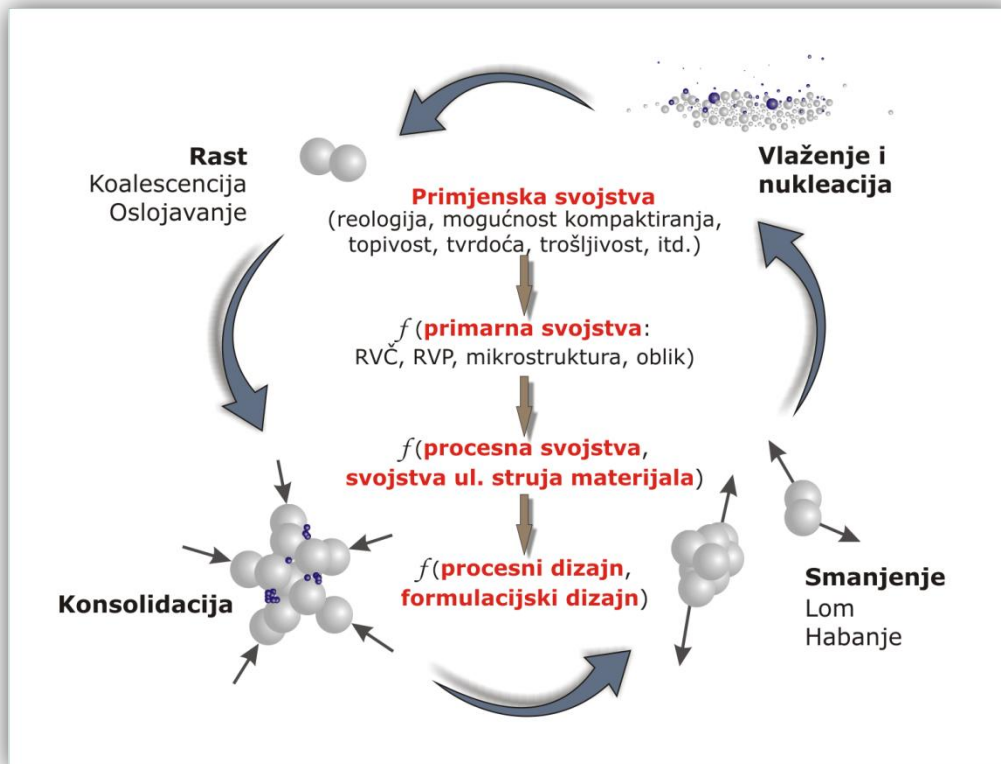 Rast
Koalescencija
Oslojavanje
Vlaženje i
nukleacija
Primjenska svojstva
(reologija, mogućnost kompaktiranja,
topivost, tvrdoća, trošljivost, itd.)
f(primarna svojstva:
RVČ, RVP, mikrostruktura, oblik)
f(procesna svojstva,
svojstva ul. struja materijala)
f(procesni dizajn,
formulacijski dizajn)
Konsolidacija
Smanjenje
Lom
Habanje